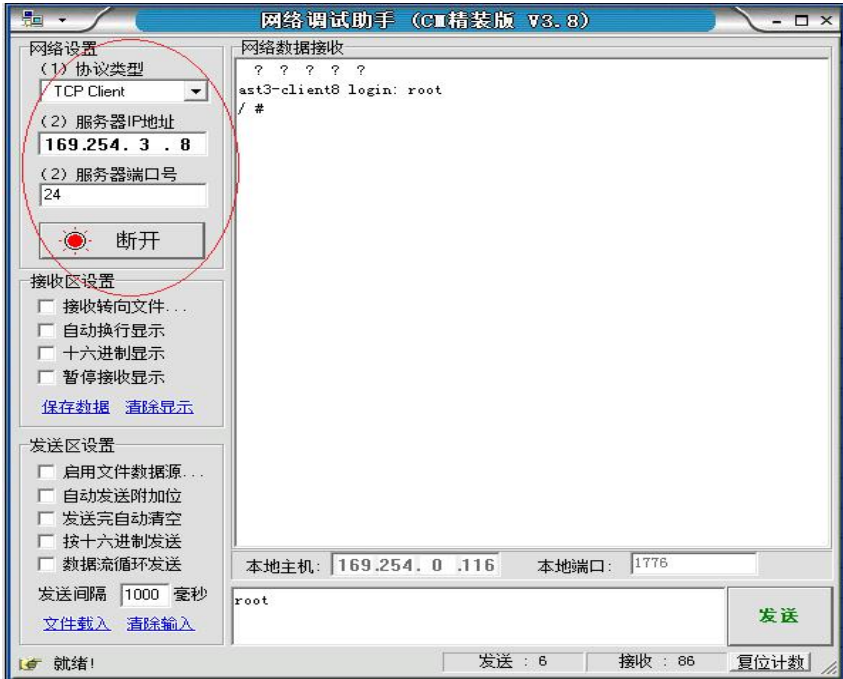 网络调试助手 (CⅢ精装版 V3.8)
网络设置
(1) 协议类型
TCP Client
(2) 服务器IP地址
169.254. 3 . 8
(2) 服务器端口号
24
断开
接收区设置
接收转向文件...
自动换行显示
十六进制显示
暂停接收显示
保存数据 清除显示
发送区设置
启用文件数据源...
自动发送附加位
发送完自动清空
按十六进制发送
数据流循环发送
发送间隔 1000 毫秒
文件载入 清除输入
网络数据接收
? ? ? ? ?
ast3-client8 login: root
/ #
本地主机: 169.254. 0 .116 本地端口: 1776
root
发送
就绪! 发送 : 6 接收 : 86 复位计数